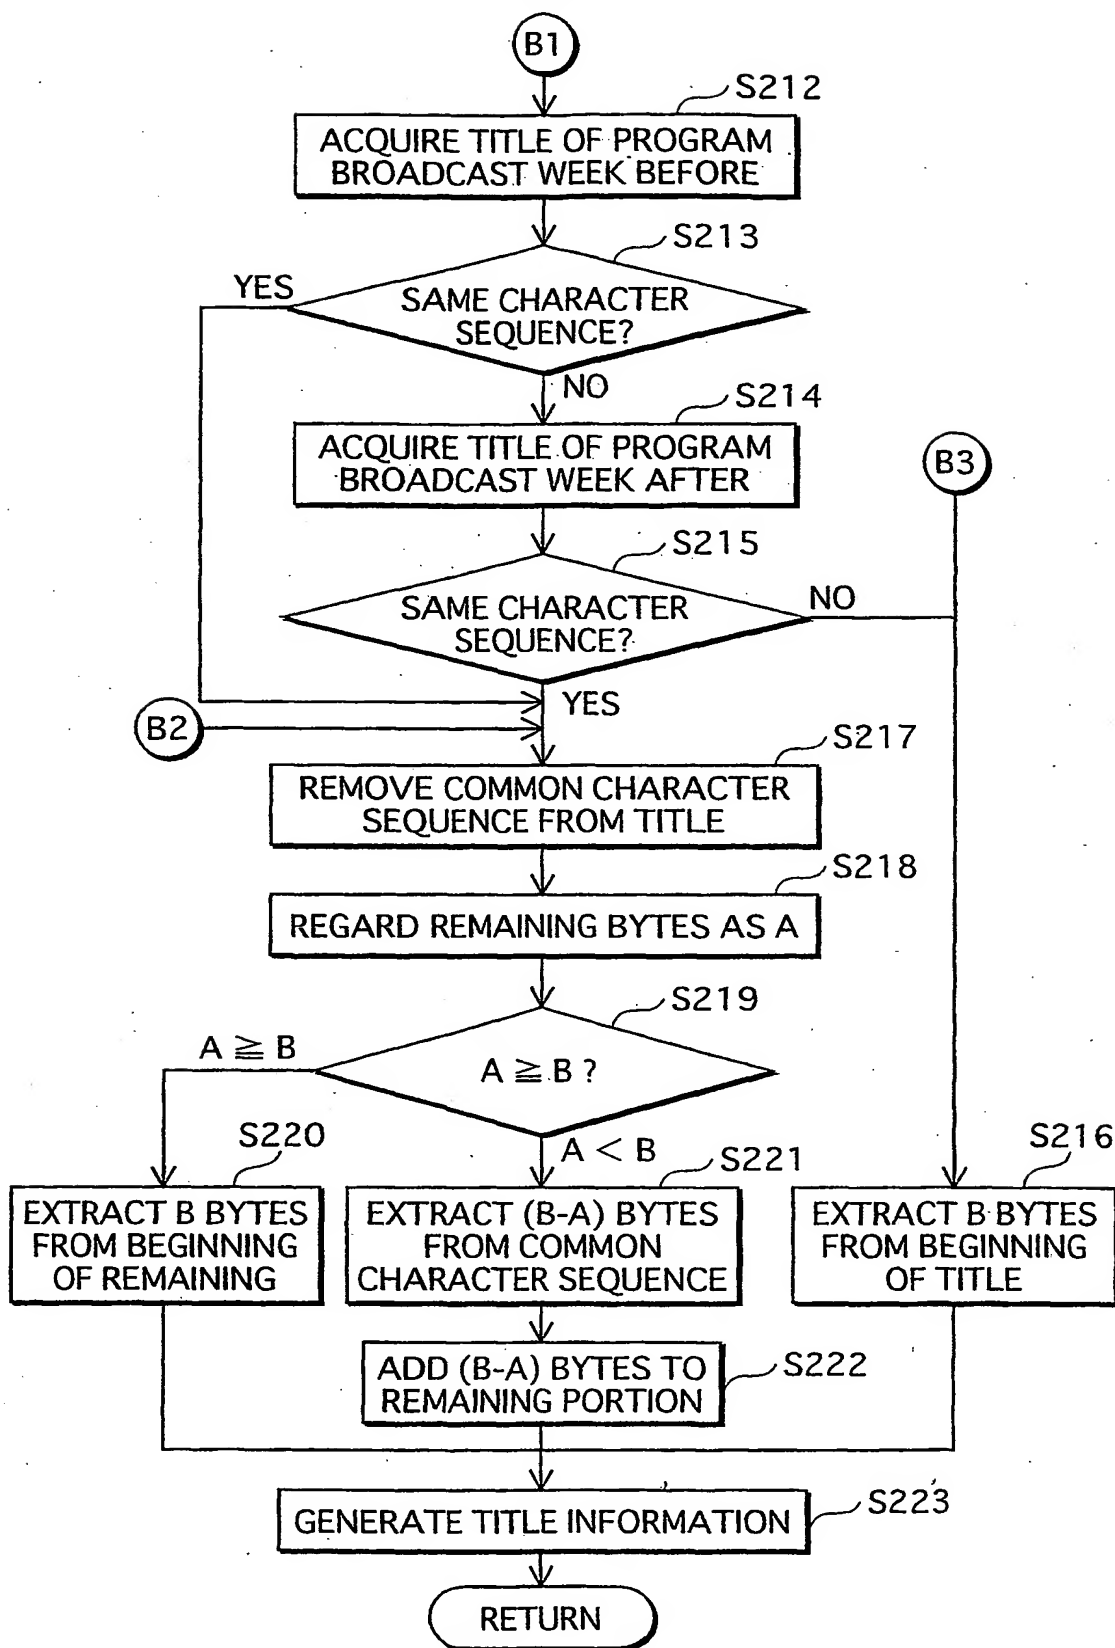 B1
S212
ACQUIRE TITLE OF PROGRAM
BROADCAST WEEK BEFORE
S213
YES
SAME CHARACTER
SEQUENCE?
NO
S214
ACQUIRE TITLE OF PROGRAM
BROADCAST WEEK AFTER
B3
S215
SAME CHARACTER
SEQUENCE?
NO
YES
B2
S217
REMOVE COMMON CHARACTER
SEQUENCE FROM TITLE
S218
REGARD REMAINING BYTES AS A
S219
A ≧ B
A ≧ B ?
A < B
S220
EXTRACT B BYTES
FROM BEGINNING
OF REMAINING
S221
EXTRACT (B-A) BYTES
FROM COMMON
CHARACTER SEQUENCE
S216
EXTRACT B BYTES
FROM BEGINNING
OF TITLE
S222
ADD (B-A) BYTES TO
REMAINING PORTION
S223
GENERATE TITLE INFORMATION
RETURN